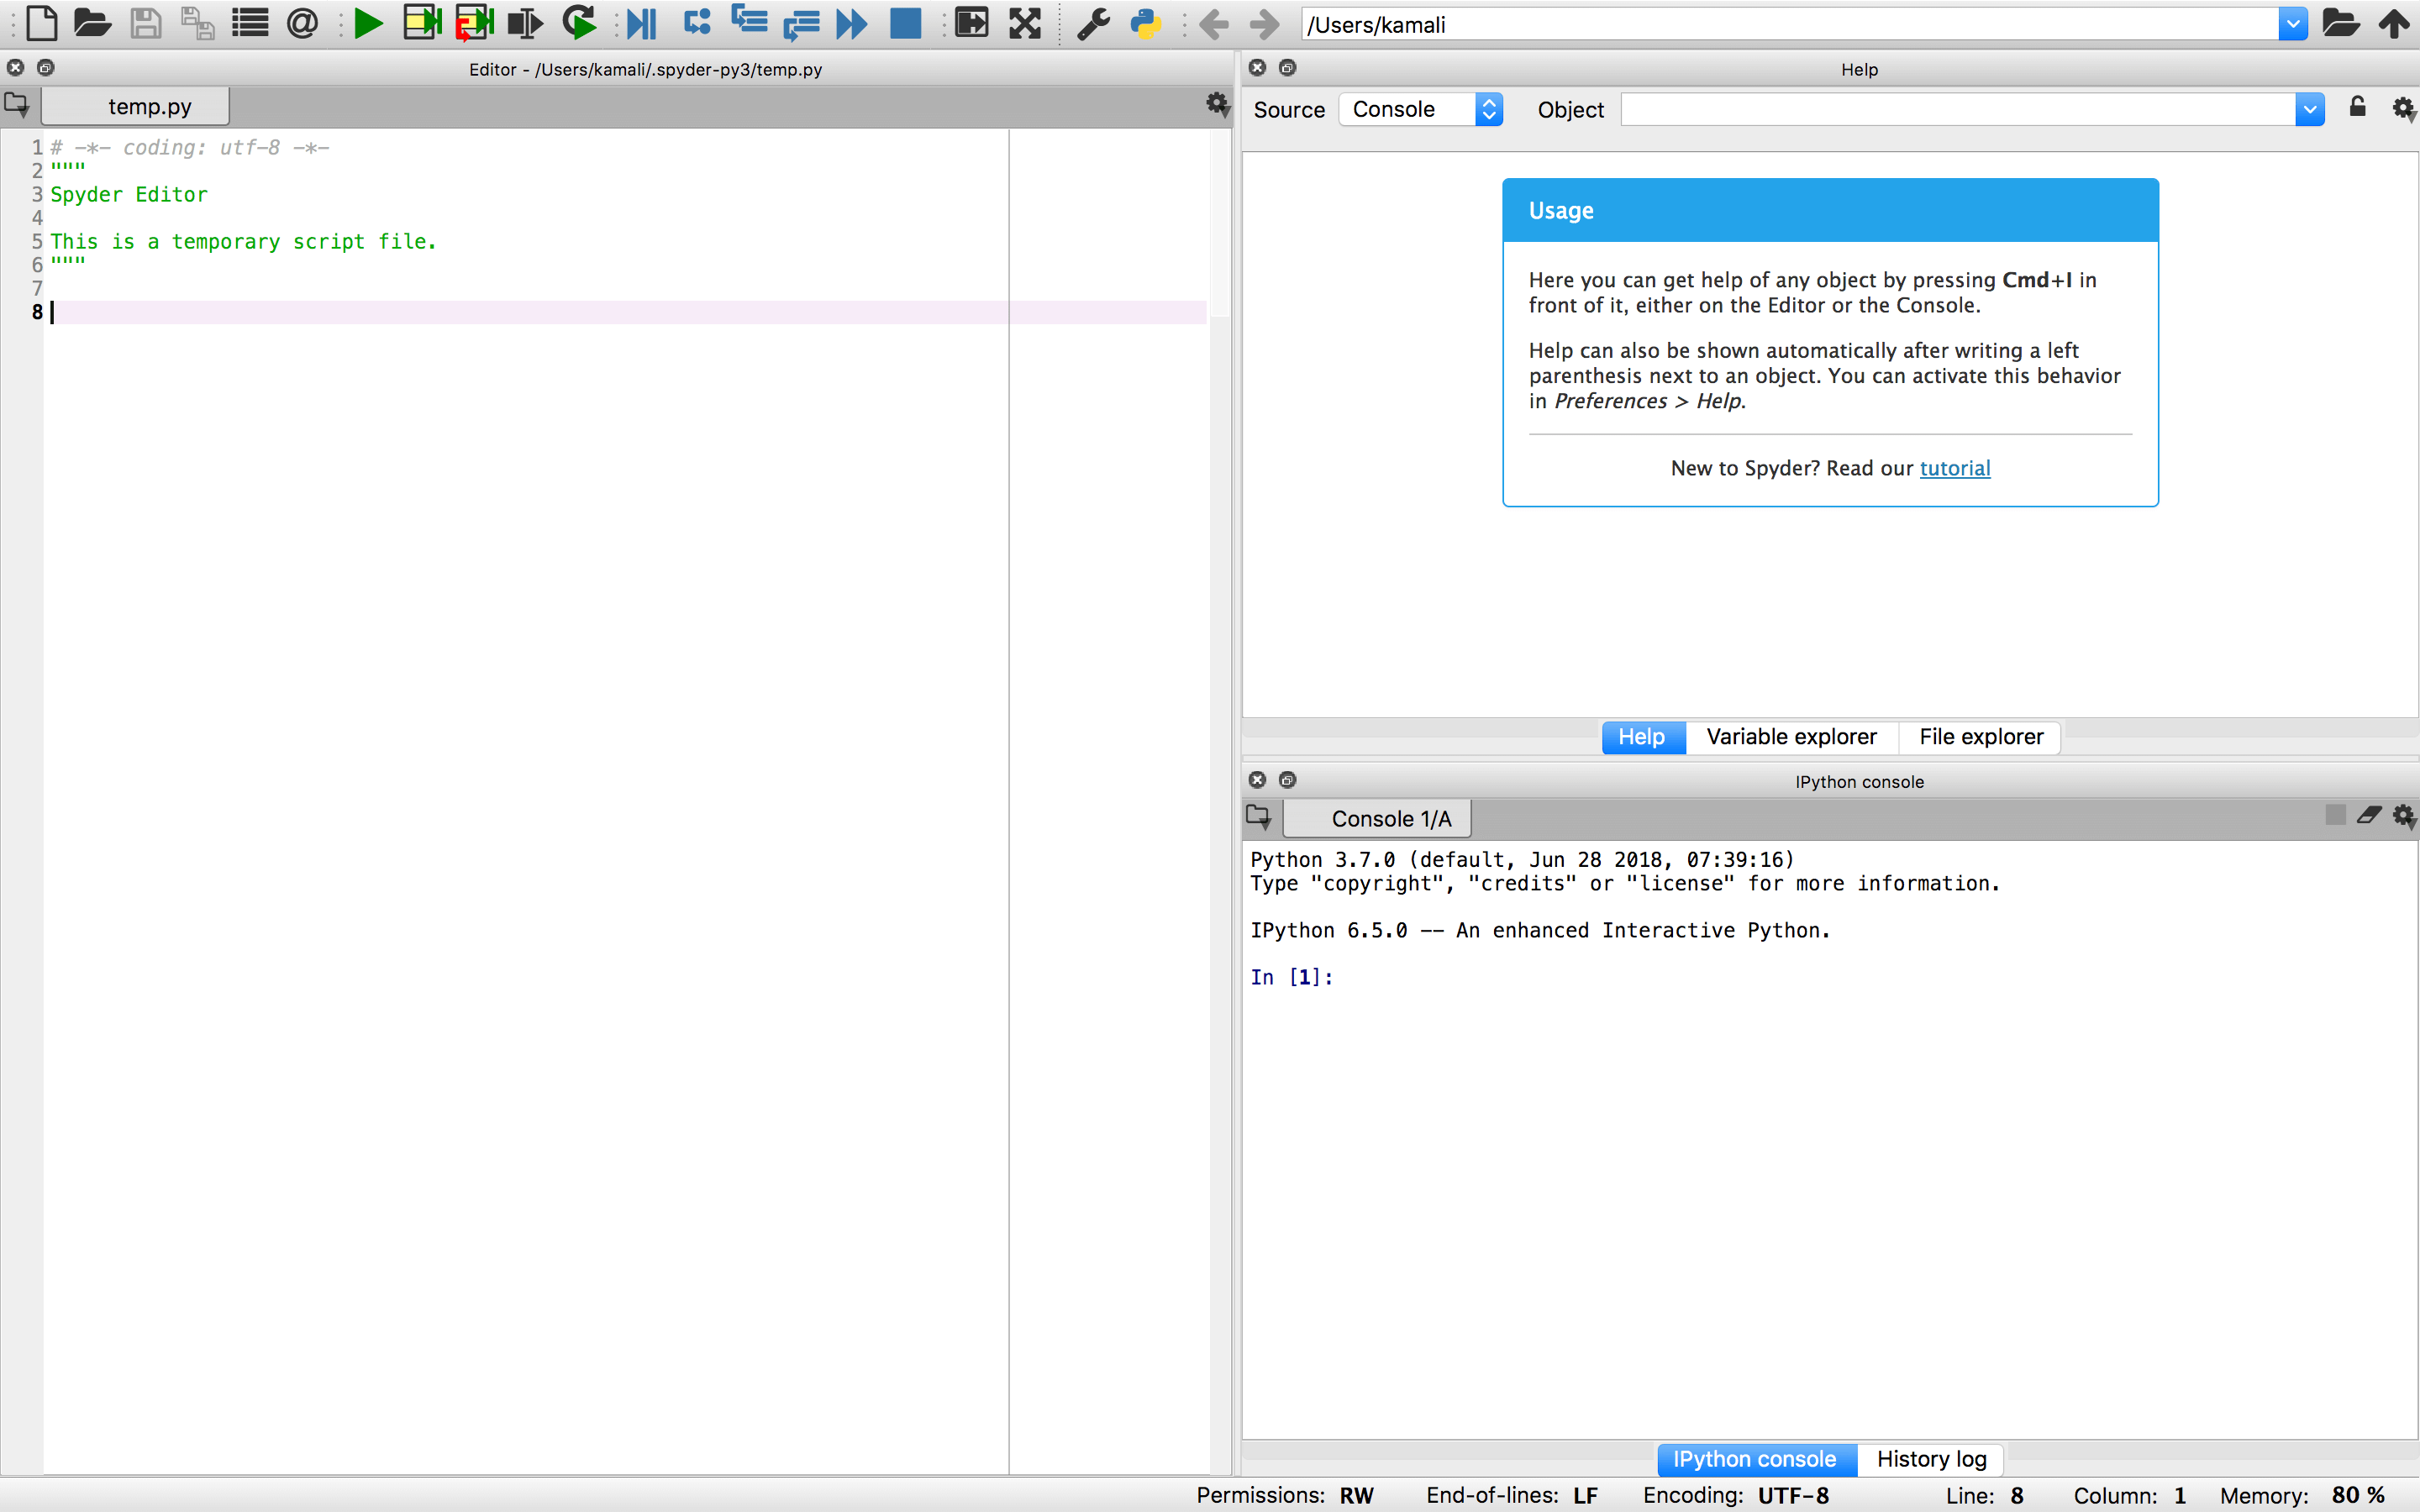 /Users/kamali
Editor - /Users/kamali/.spyder-py3/temp.py
temp.py
1 # -*- coding: utf-8 -*-
2 """
3 Spyder Editor
4
5 This is a temporary script file.
6 """
7
8
Help
Source Console Object
Usage
Here you can get help of any object by pressing Cmd+I in
front of it, either on the Editor or the Console.
Help can also be shown automatically after writing a left
parenthesis next to an object. You can activate this behavior
in Preferences > Help.
New to Spyder? Read our tutorial
Help Variable explorer File explorer
IPython console
Console 1/A
Python 3.7.0 (default, Jun 28 2018, 07:39:16)
Type "copyright", "credits" or "license" for more information.
IPython 6.5.0 -- An enhanced Interactive Python.
In [1]:
IPython console History log
Permissions: RW End-of-lines: LF Encoding: UTF-8 Line: 8 Column: 1 Memory: 80 %